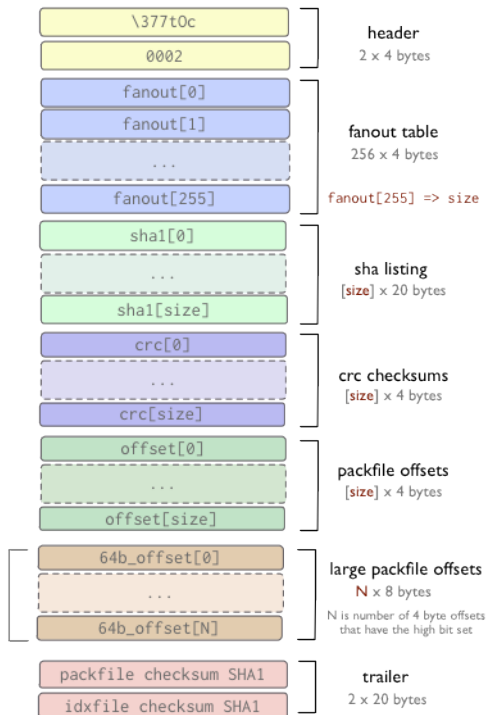 \377tOc
header
0002
2 x 4 bytes
fanout[0]
fanout[1]
fanout table
...
256 x 4 bytes
fanout[255]
fanout[255] => size
sha1[0]
...
sha listing
[size] x 20 bytes
sha1[size]
crc[0]
...
crc checksums
[size] x 4 bytes
crc[size]
offset[0]
...
packfile offsets
[size] x 4 bytes
offset[size]
64b_offset[0]
large packfile offsets
...
N x 8 bytes
N is number of 4 byte offsets
that have the high bit set
64b_offset[N]
packfile checksum SHA1
trailer
2 x 20 bytes
idxfile checksum SHA1